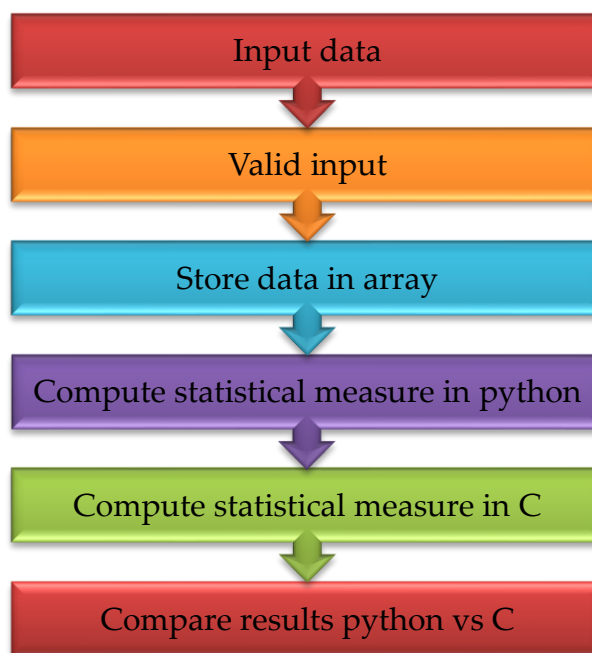 Input data
Valid input
Store data in array
Compute statistical measure in python
Compute statistical measure in C
Compare results python vs C